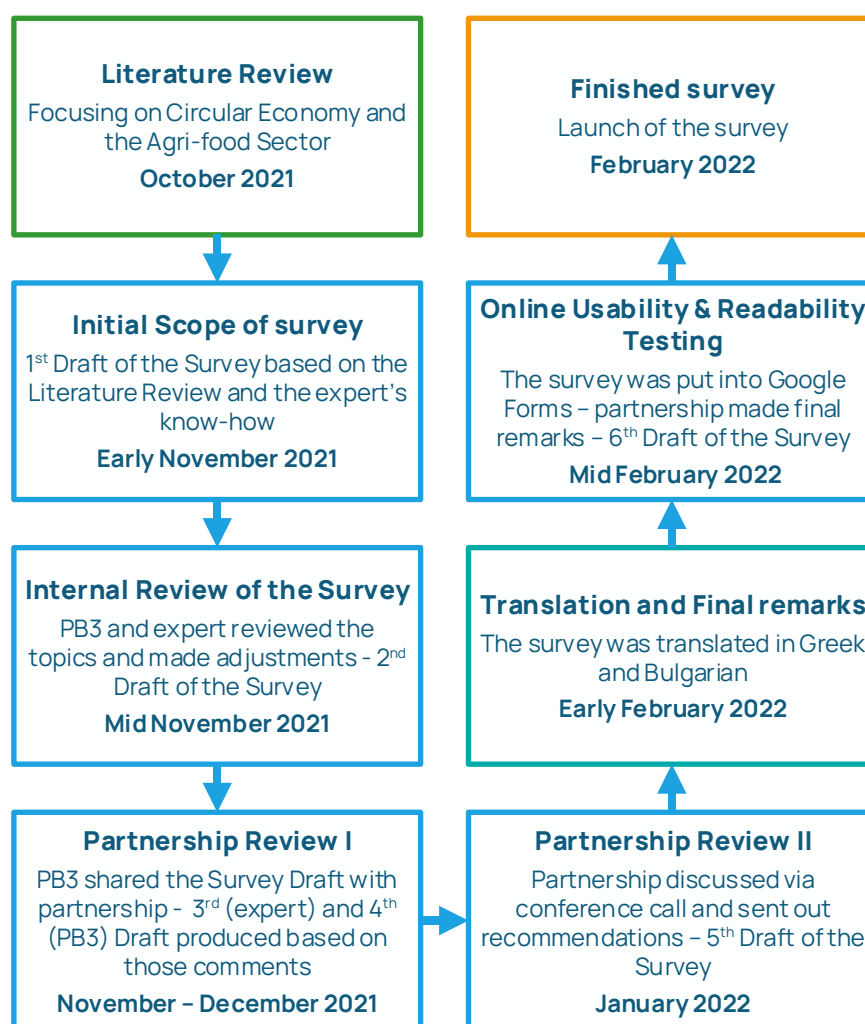 Literature Review
Focusing on Circular Economy and
the Agri-food Sector
October 2021
Initial Scope of survey
1st Draft of the Survey based on the
Literature Review and the expert's
know-how
Early November 2021
Internal Review of the Survey
PB3 and expert reviewed the
topics and made adjustments - 2nd
Draft of the Survey
Mid November 2021
Partnership Review I
PB3 shared the Survey Draft with
partnership - 3rd (expert) and 4th
(PB3) Draft produced based on
those comments
November – December 2021
Partnership Review II
Partnership discussed via
conference call and sent out
recommendations – 5th Draft of the
Survey
January 2022
Translation and Final remarks
The survey was translated in Greek
and Bulgarian
Early February 2022
Online Usability & Readability
Testing
The survey was put into Google
Forms – partnership made final
remarks – 6th Draft of the Survey
Mid February 2022
Finished survey
Launch of the survey
February 2022